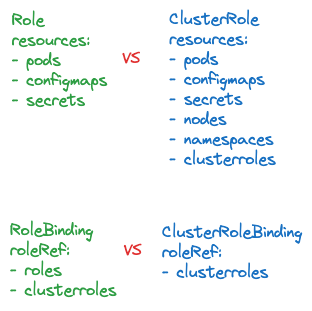 Role
resources:
- pods
- configmaps
- secrets
vs
ClusterRole
resources:
- pods
- configmaps
- secrets
- nodes
- namespaces
- clusterroles
RoleBinding
roleRef:
- roles
- clusterroles
vs
ClusterRoleBinding
roleRef:
- clusterroles